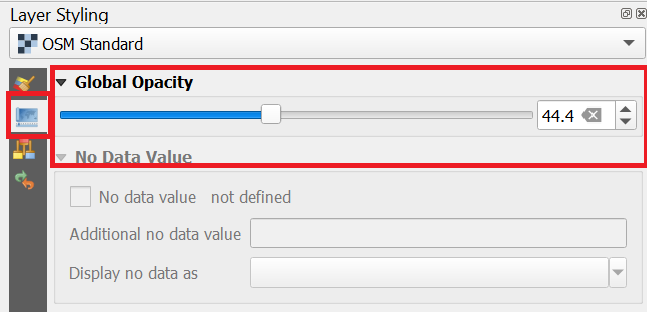 Layer Styling
OSM Standard
Global Opacity
44.4
No Data Value
No data value not defined
Additional no data value
Display no data as